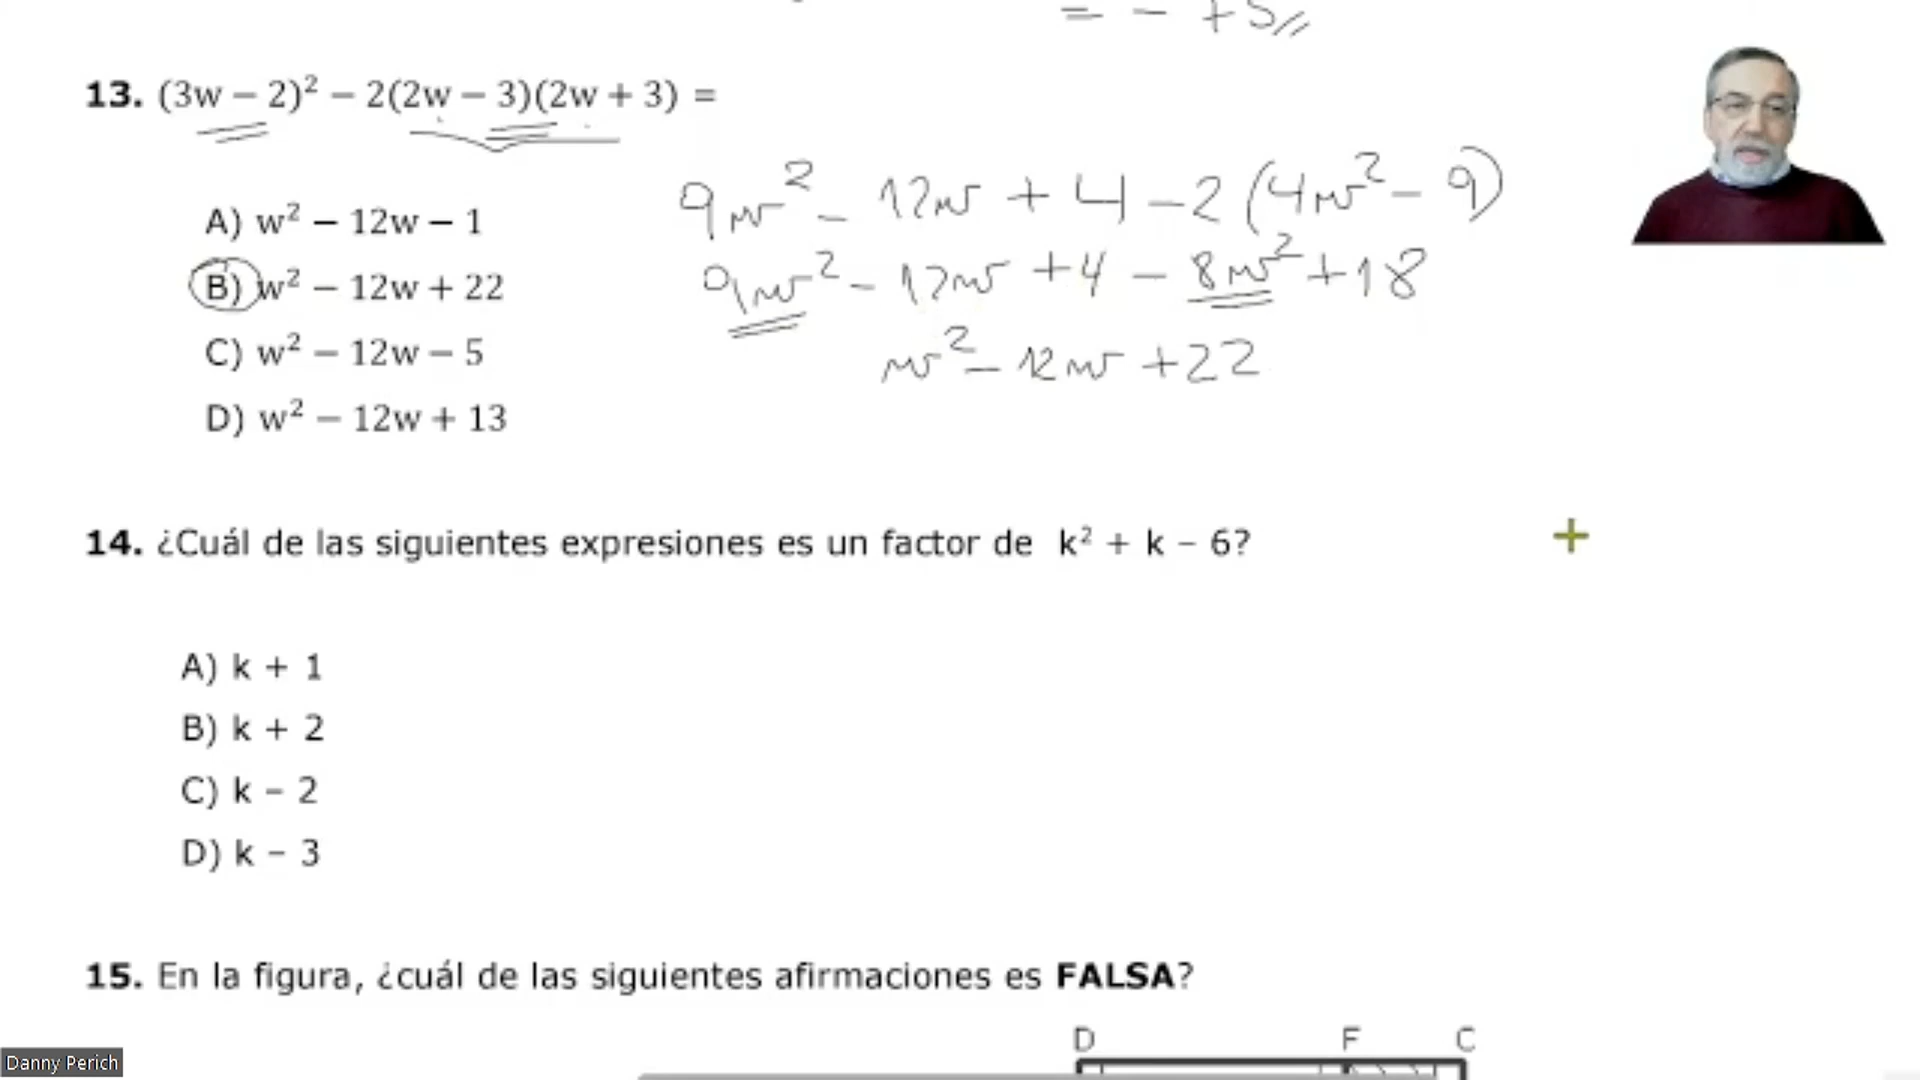 = - +5//
13. (3w – 2)² – 2(2w – 3)(2w + 3) =
9w² - 12w + 4 - 2 (4w² - 9)
A) w² – 12w – 1
9w² - 12w + 4 - 8w² + 18
B) w² – 12w + 22
w² - 12w + 22
C) w² – 12w – 5
D) w² – 12w + 13
14. ¿Cuál de las siguientes expresiones es un factor de k² + k – 6?
A) k + 1
B) k + 2
C) k – 2
D) k – 3
15. En la figura, ¿cuál de las siguientes afirmaciones es FALSA?
D F C
Danny Perich